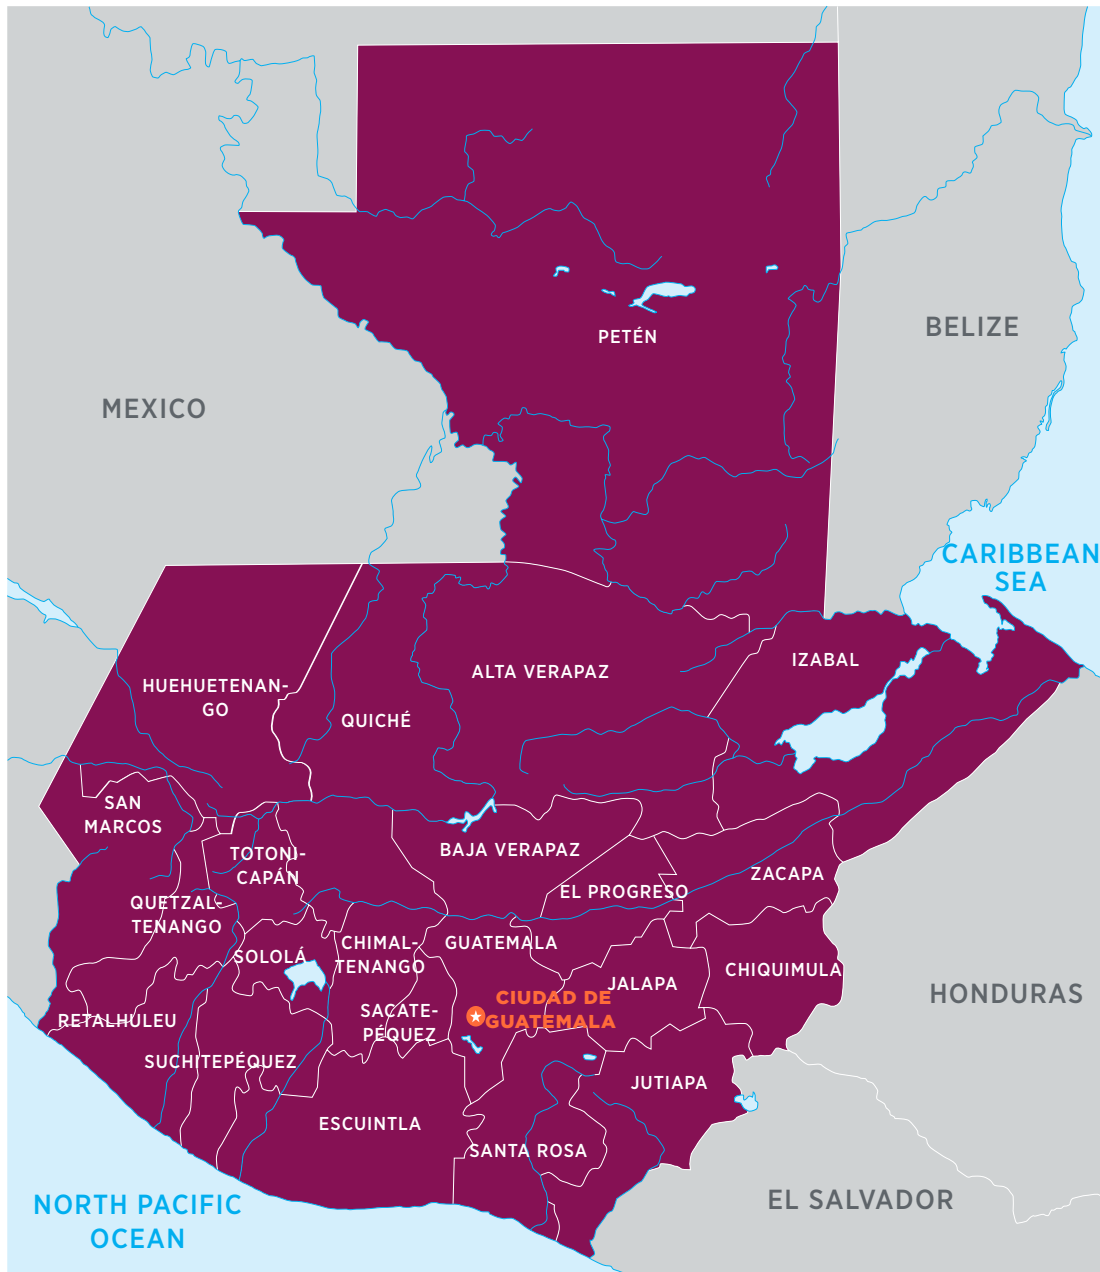 BELIZE
PETÉN
MEXICO
CARIBBEAN
SEA
IZABAL
ALTA VERAPAZ
HUEHUETENAN-
GO
QUICHÉ
SAN
MARCOS
TOTONI-
CAPÁN
BAJA VERAPAZ
ZACAPA
EL PROGRESO
QUETZAL-
TENANGO
SOLOLÁ
CHIMAL-
TENANGO
GUATEMALA
CHIQUIMULA
JALAPA
HONDURAS
CIUDAD DE
GUATEMALA
SACATE-
PÉQUEZ
RETALHULEU
SUCHITEPÉQUEZ
JUTIAPA
ESCUINTLA
SANTA ROSA
EL SALVADOR
NORTH PACIFIC
OCEAN